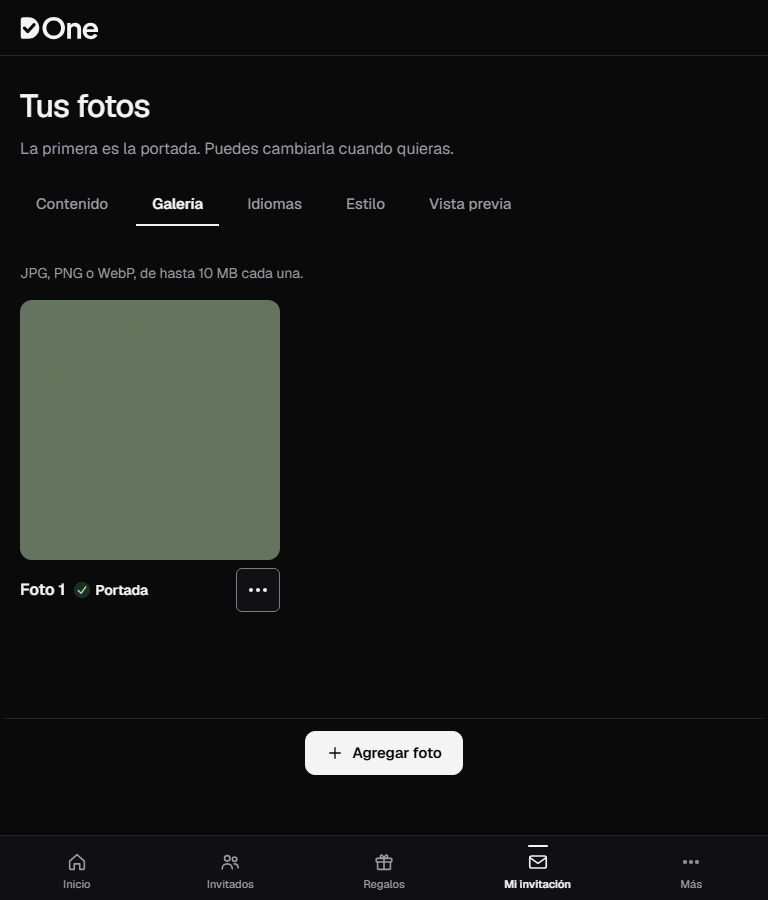 One
Tus fotos
La primera es la portada. Puedes cambiarla cuando quieras.
Contenido Galería Idiomas Estilo Vista previa
JPG, PNG o WebP, de hasta 10 MB cada una.
Foto 1 Portada
Agregar foto
Inicio Invitados Regalos Mi invitación Más